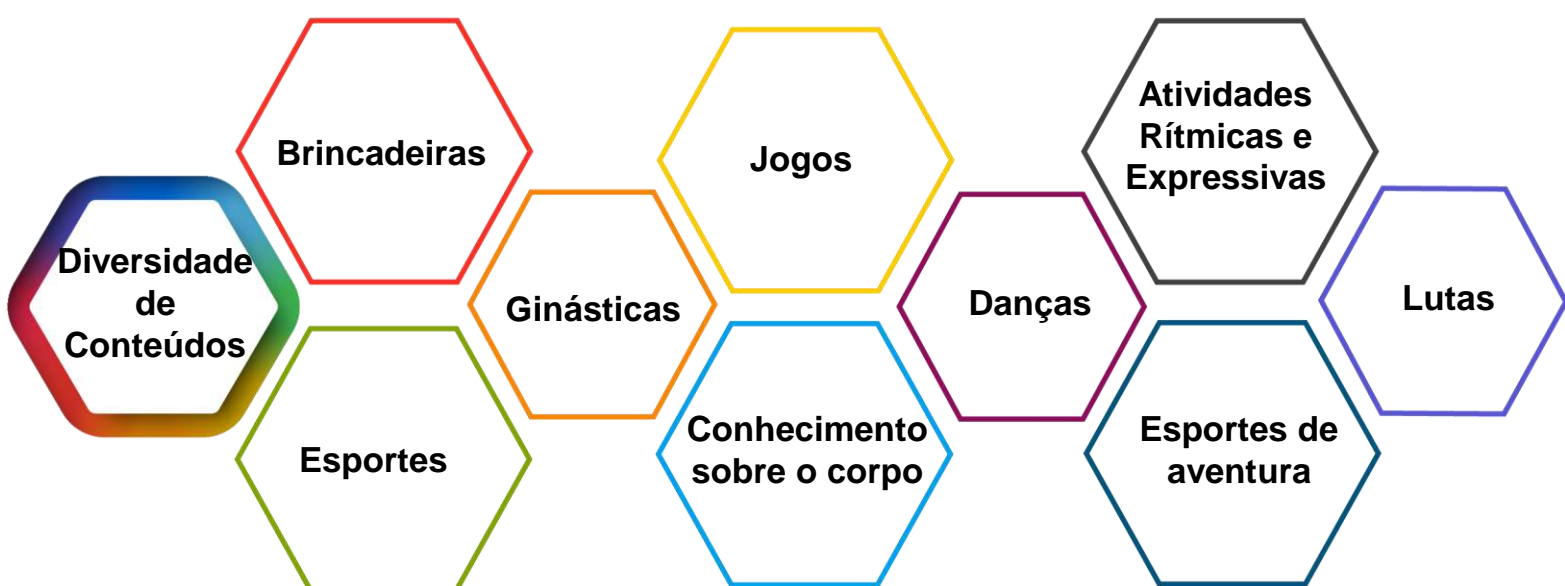 Diversidade
de
Conteúdos
Brincadeiras
Esportes
Ginásticas
Jogos
Conhecimento
sobre o corpo
Danças
Atividades
Rítmicas e
Expressivas
Esportes de
aventura
Lutas